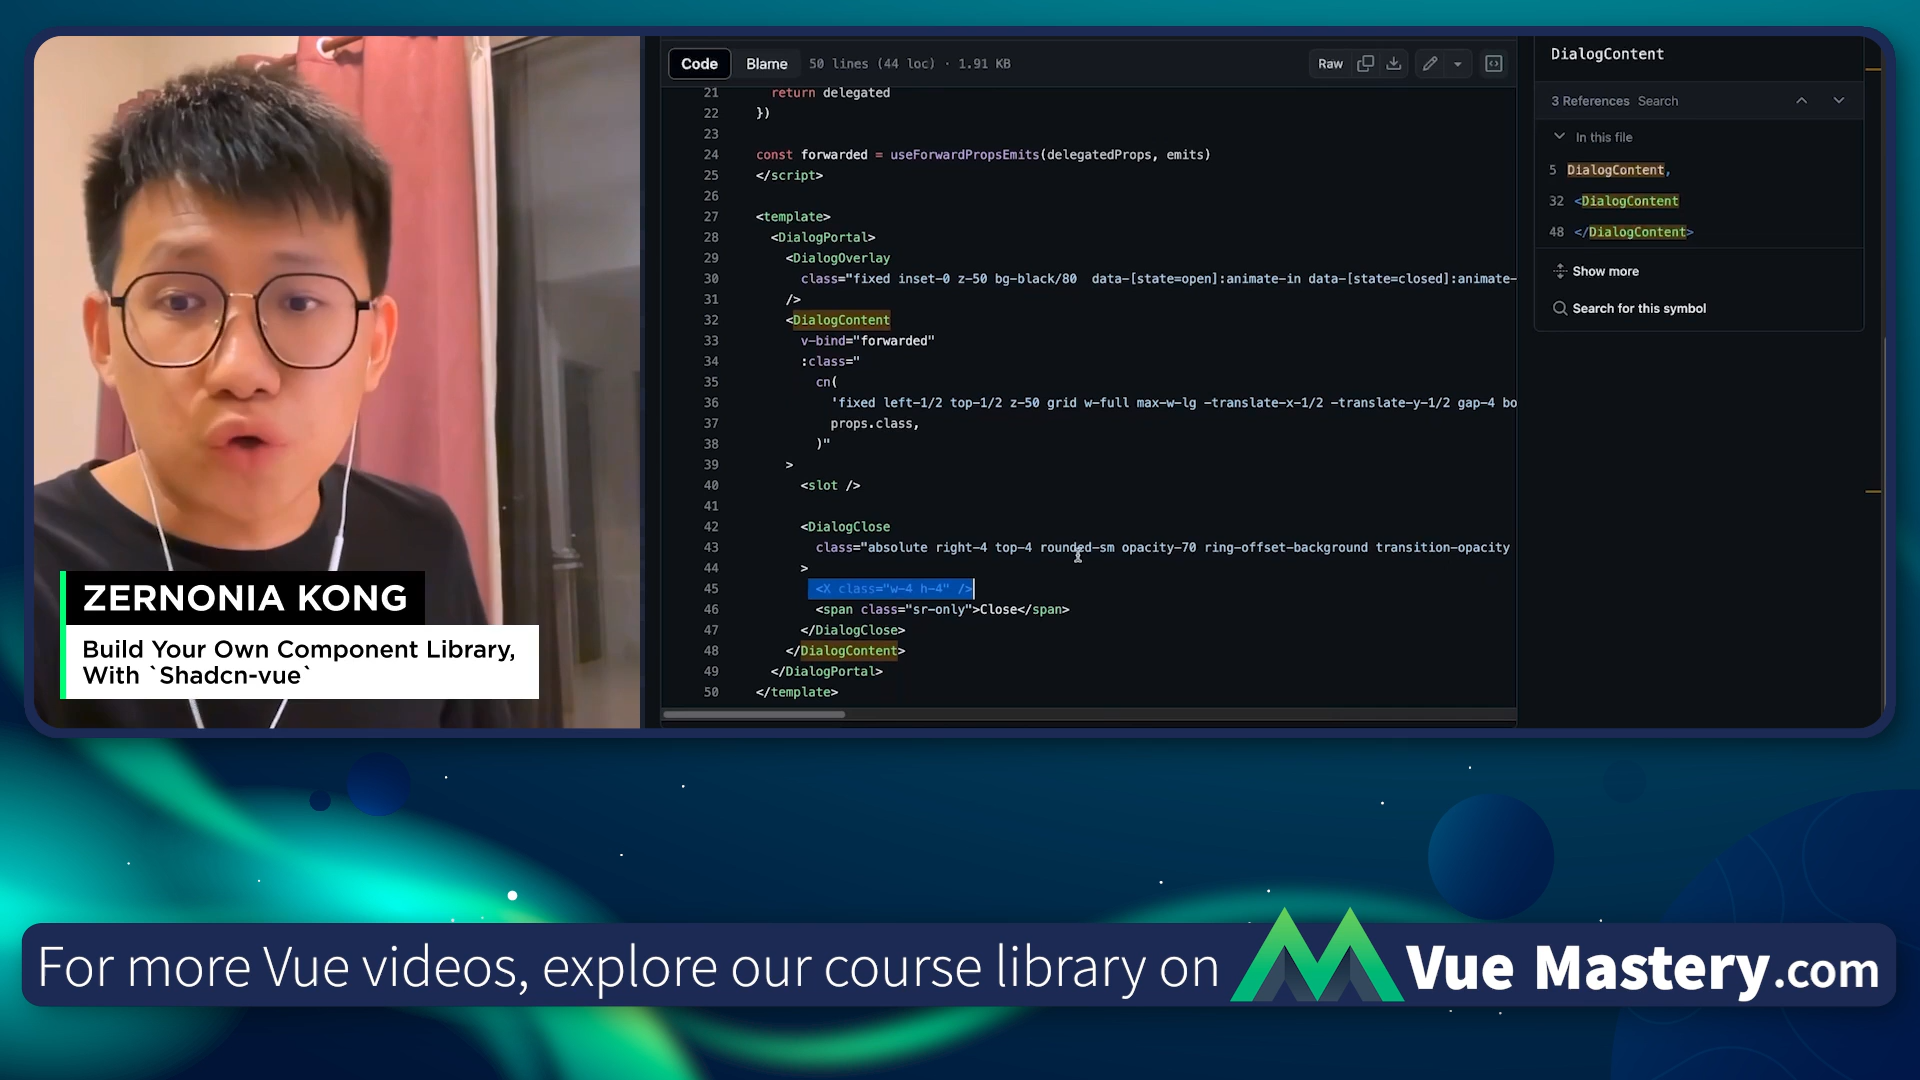 ZERNONIA KONG
Build Your Own Component Library,
With `Shadcn-vue`
Code Blame 50 lines (44 loc) · 1.91 KB Raw
21 return delegated
22 })
23
24 const forwarded = useForwardPropsEmits(delegatedProps, emits)
25 </script>
26
27 <template>
28 <DialogPortal>
29 <DialogOverlay
30 class="fixed inset-0 z-50 bg-black/80  data-[state=open]:animate-in data-[state=closed]:animate-
31 />
32 <DialogContent
33 v-bind="forwarded"
34 :class="
35 cn(
36 'fixed left-1/2 top-1/2 z-50 grid w-full max-w-lg -translate-x-1/2 -translate-y-1/2 gap-4 bo
37 props.class,
38 )"
39 >
40 <slot />
41
42 <DialogClose
43 class="absolute right-4 top-4 rounded-sm opacity-70 ring-offset-background transition-opacity
44 >
45 <X class="w-4 h-4" />
46 <span class="sr-only">Close</span>
47 </DialogClose>
48 </DialogContent>
49 </DialogPortal>
50 </template>
DialogContent
3 References Search
In this file
5 DialogContent,
32 <DialogContent
48 </DialogContent>
Show more
Search for this symbol
For more Vue videos, explore our course library on Vue Mastery.com